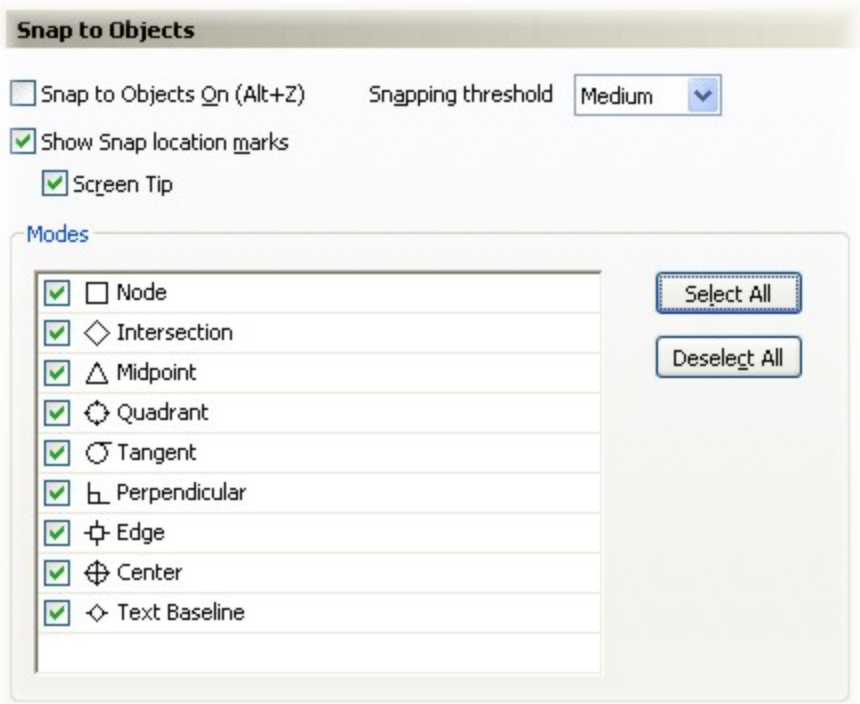 Snap to Objects
Snap to Objects On (Alt+Z) Snapping threshold Medium
Show Snap location marks
Screen Tip
Modes
Node
Select All
Intersection
Deselect All
Midpoint
Quadrant
Tangent
Perpendicular
Edge
Center
Text Baseline